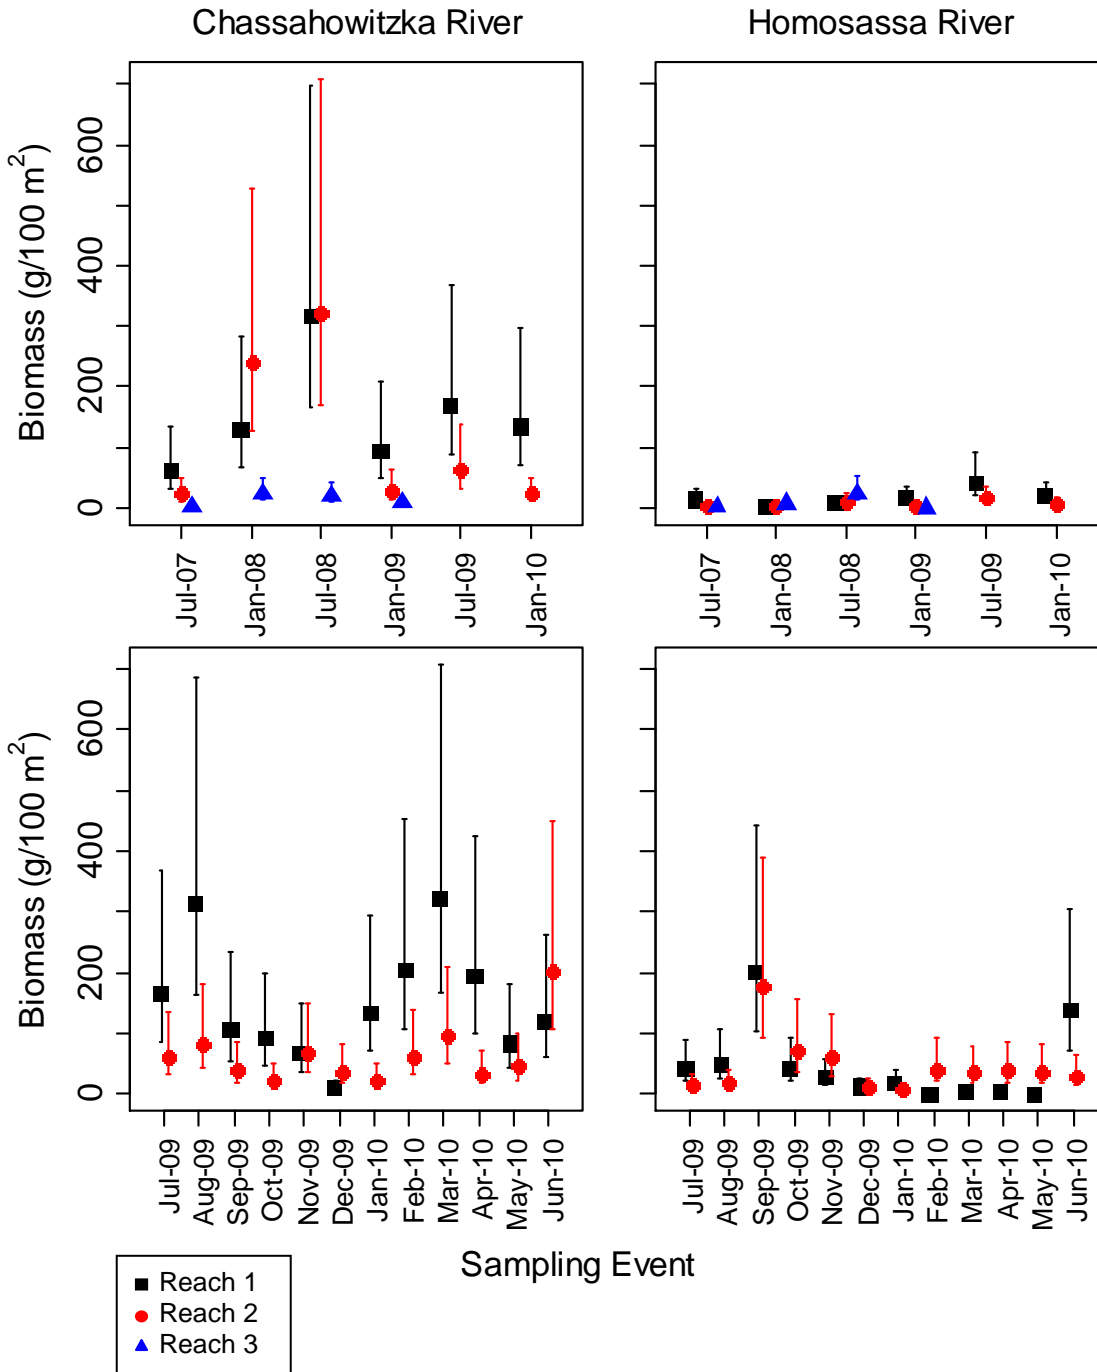 Chassahowitzka River
Homosassa River
Biomass (g/100 m²)
600
400
200
0
Jul-07
Jan-08
Jul-08
Jan-09
Jul-09
Jan-10
Jul-07
Jan-08
Jul-08
Jan-09
Jul-09
Jan-10
Biomass (g/100 m²)
600
400
200
0
Jul-09
Aug-09
Sep-09
Oct-09
Nov-09
Dec-09
Jan-10
Feb-10
Mar-10
Apr-10
May-10
Jun-10
Jul-09
Aug-09
Sep-09
Oct-09
Nov-09
Dec-09
Jan-10
Feb-10
Mar-10
Apr-10
May-10
Jun-10
Sampling Event
Reach 1
Reach 2
Reach 3